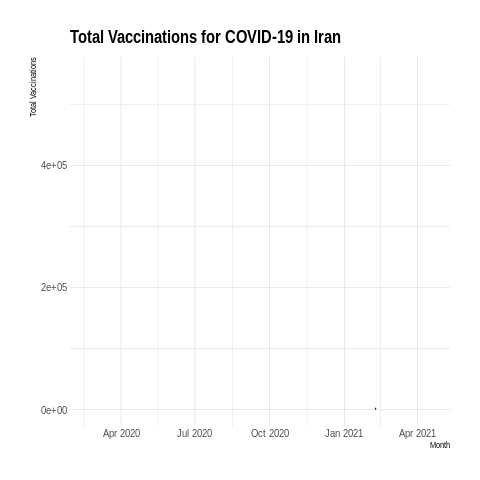 Total Vaccinations for COVID-19 in Iran
Total Vaccinations
4e+05
2e+05
0e+00
Apr 2020 Jul 2020 Oct 2020 Jan 2021 Apr 2021
Month